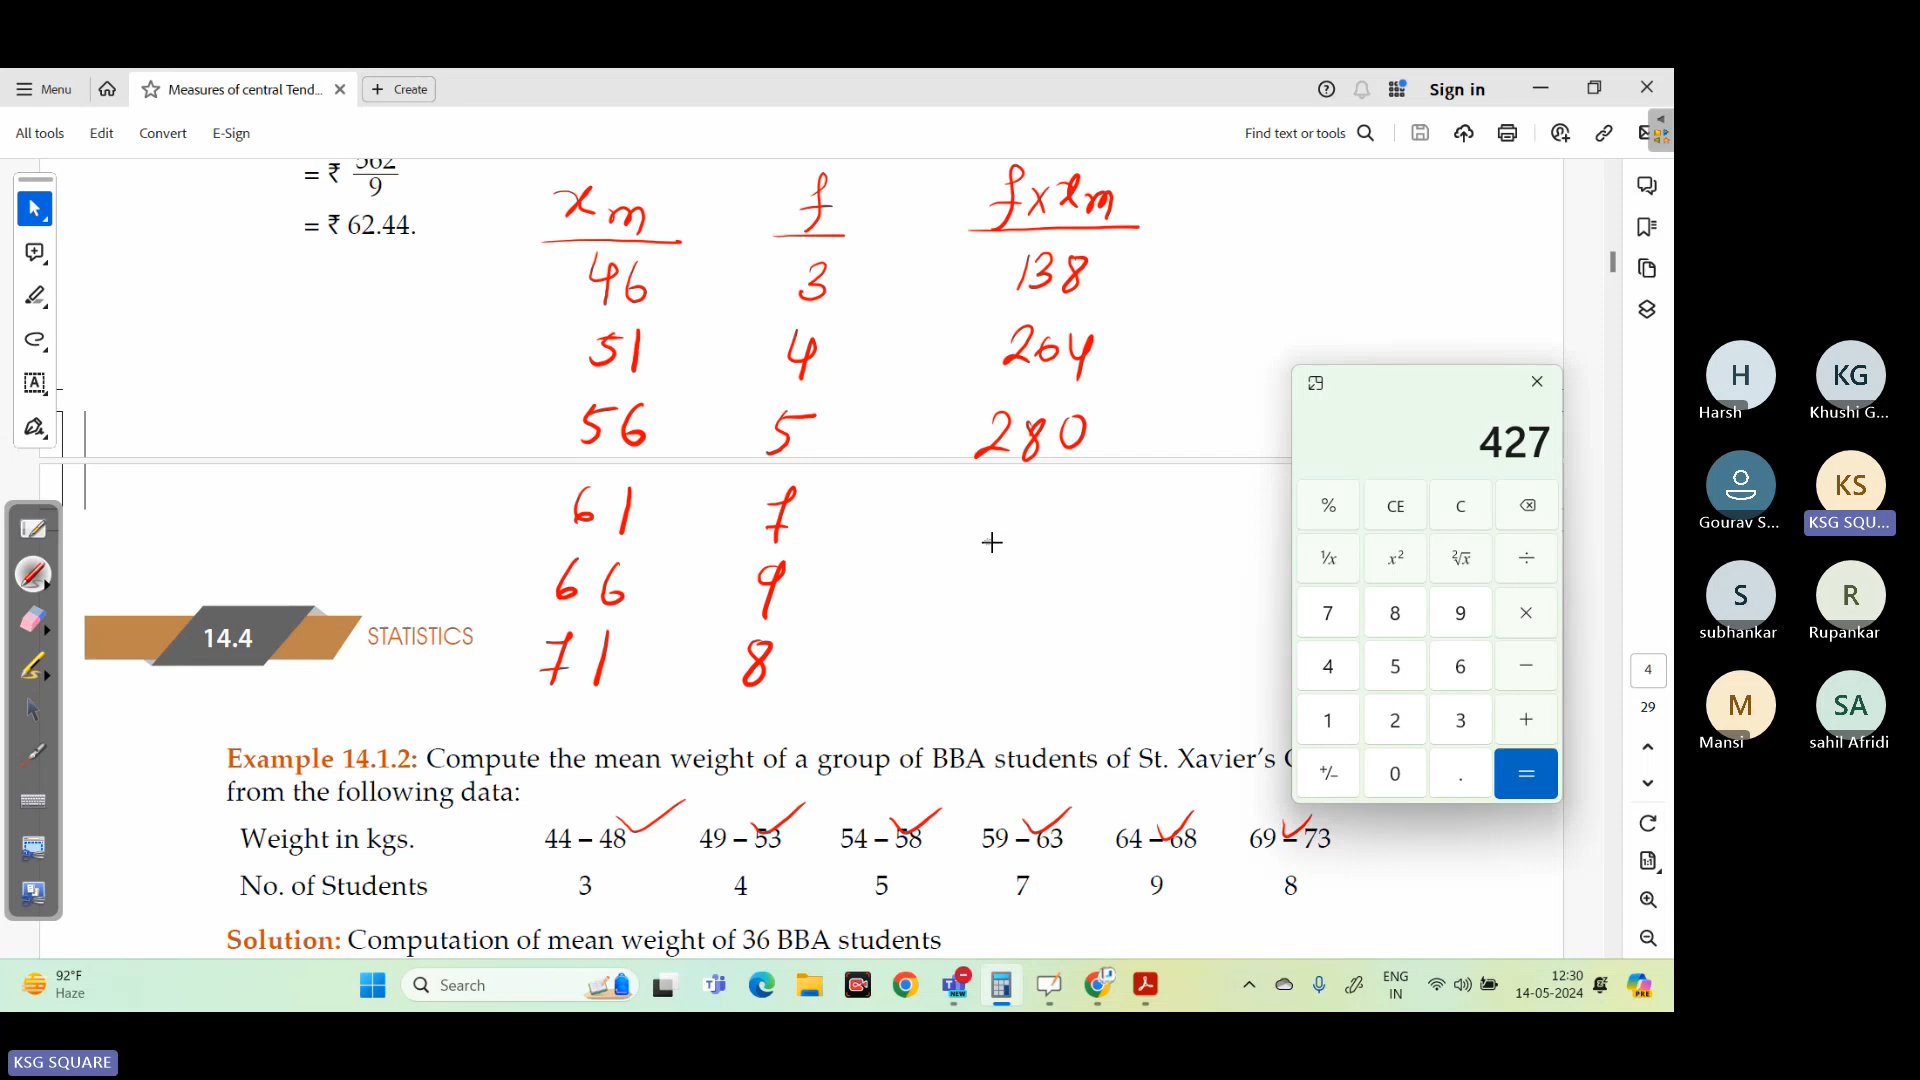 Menu
Measures of central Tend...
Create
Sign in
All tools
Edit
Convert
E-Sign
Find text or tools
= ₹ 562/9
= ₹ 62.44.
xm f f x xm
46 3 138
51 4 204
56 5 280
61 7
66 9
71 8
427
% CE C
1/x x² ²√x ÷
7 8 9 ×
4 5 6 −
1 2 3 +
+/− 0 . =
14.4 STATISTICS
Example 14.1.2: Compute the mean weight of a group of BBA students of St. Xavier's
from the following data:
Weight in kgs. 44 – 48 49 – 53 54 – 58 59 – 63 64 – 68 69 – 73
No. of Students 3 4 5 7 9 8
Solution: Computation of mean weight of 36 BBA students
4
29
H
Harsh
KG
Khushi G...
Gourav S...
KS
KSG SQU...
S
subhankar
R
Rupankar
M
Mansi
SA
sahil Afridi
92°F
Haze
Search
NEW
ENG
IN
12:30
14-05-2024
PRE
KSG SQUARE